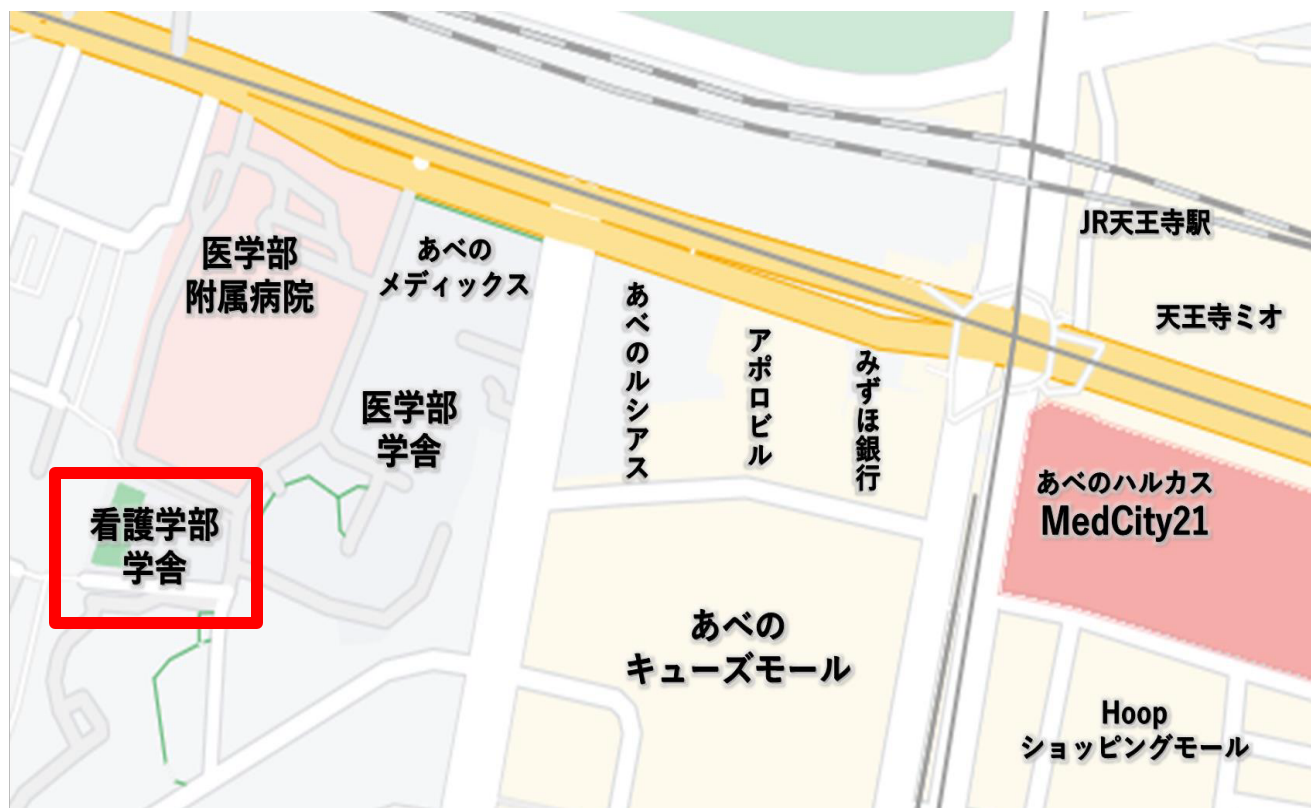 JR天王寺駅
天王寺ミオ
医学部
附属病院
あべの
メディックス
あべのルシアス
アポロビル
みずほ銀行
医学部
学舎
あべのハルカス
MedCity21
看護学部
学舎
あべの
キューズモール
Hoop
ショッピングモール